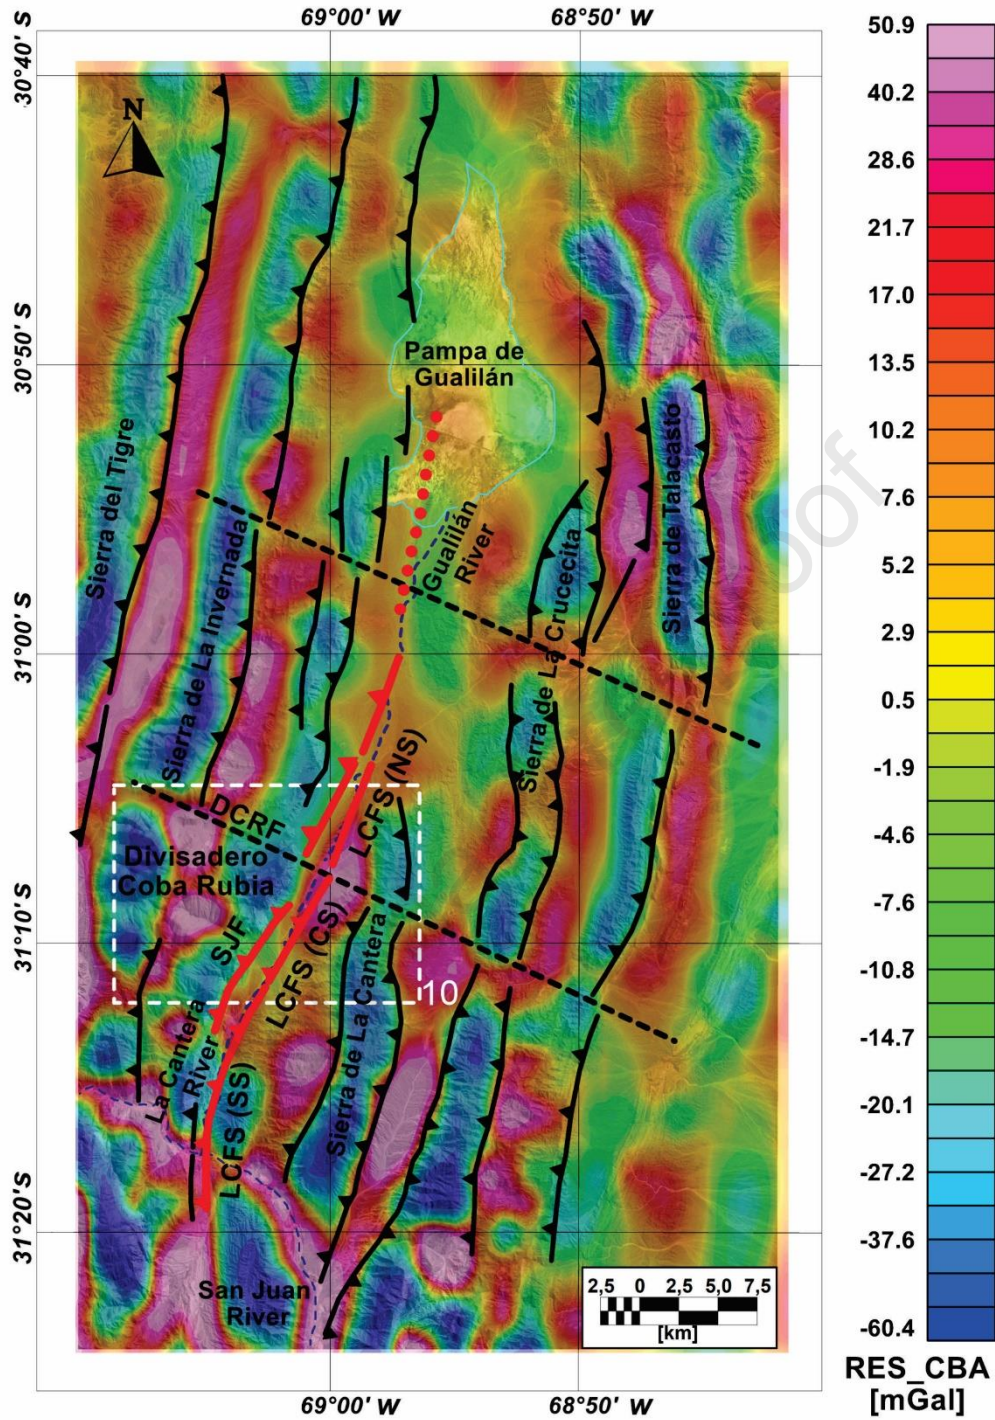 69°00' W
68°50' W
50.9
40.2
28.6
21.7
17.0
13.5
10.2
7.6
5.2
2.9
0.5
-1.9
-4.6
-7.6
-10.8
-14.7
-20.1
-27.2
-37.6
-60.4
RES_CBA
[mGal]
30°40' S
30°50' S
31°00' S
31°10' S
31°20'S
N
Pampa de
Gualilán
Gualilán
River
Sierra del Tigre
Sierra de La Invernada
Sierra de La Crucecita
Sierra de Talacasto
DCRF
Divisadero
Coba Rubia
LCFS (NS)
SJF
LCFS (CS)
10
La Cantera
River
LCFS (SS)
Sierra de La Cantera
San Juan
River
2,5 0 2,5 5,0 7,5
[km]
69°00' W
68°50' W